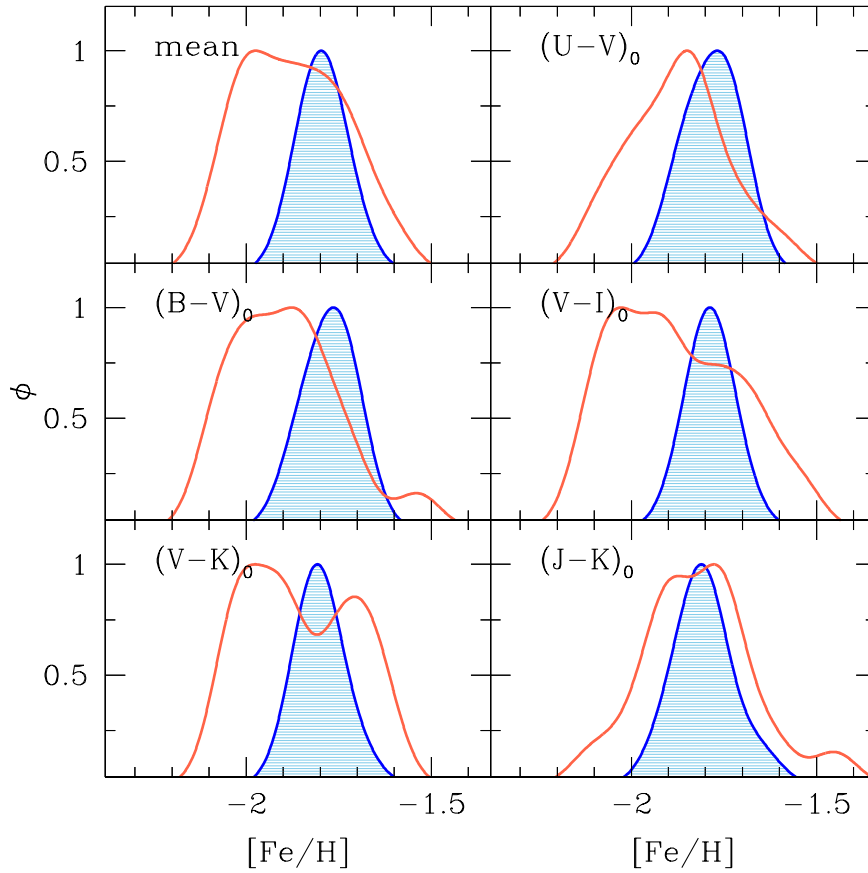 mean
(U−V)₀
1
0.5
(B−V)₀
(V−I)₀
1
0.5
ϕ
(V−K)₀
(J−K)₀
1
0.5
−2
−1.5
−2
−1.5
[Fe/H]
[Fe/H]